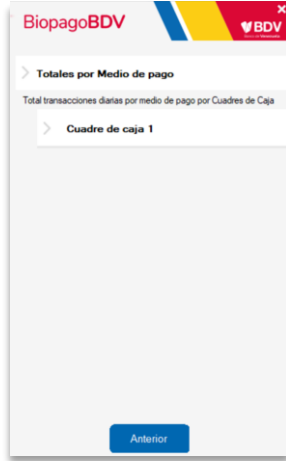 BiopagoBDV
BDV
Totales por Medio de pago
Total transacciones diarias por medio de pago por Cuadres de Caja
Cuadre de caja 1
Anterior